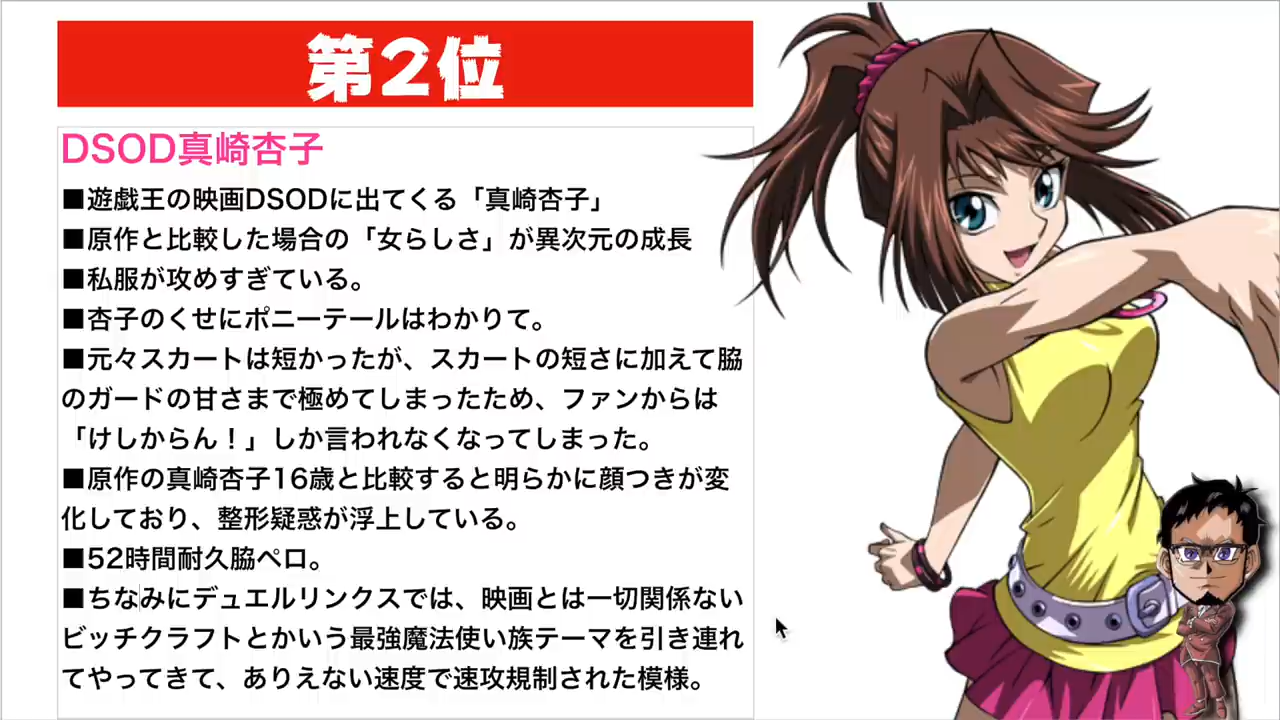 第2位
DSOD真崎杏子
■遊戯王の映画DSODに出てくる「真崎杏子」
■原作と比較した場合の「女らしさ」が異次元の成長
■私服が攻めすぎている。
■杏子のくせにポニーテールはわかりて。
■元々スカートは短かったが、スカートの短さに加えて脇
のガードの甘さまで極めてしまったため、ファンからは
「けしからん！」しか言われなくなってしまった。
■原作の真崎杏子16歳と比較すると明らかに顔つきが変
化しており、整形疑惑が浮上している。
■52時間耐久脇ペロ。
■ちなみにデュエルリンクスでは、映画とは一切関係ない
ビッチクラフトとかいう最強魔法使い族テーマを引き連れ
てやってきて、ありえない速度で速攻規制された模様。